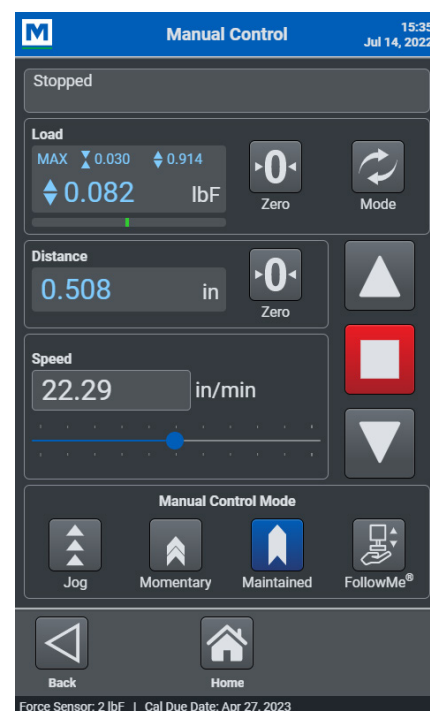 M
Manual Control
15:35
Jul 14, 2022
Stopped
Load
MAX 0.030 0.914
0.082 lbF
0
Zero
Mode
Distance
0.508 in
0
Zero
Speed
22.29 in/min
Manual Control Mode
Jog Momentary Maintained FollowMe®
Back Home
Force Sensor: 2 lbF | Cal Due Date: Apr 27, 2023